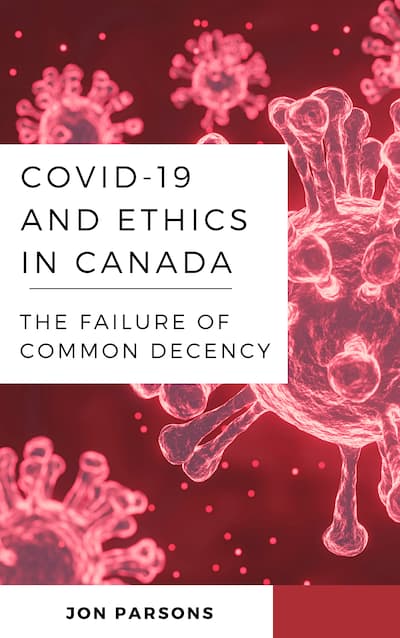 COVID-19
AND ETHICS
IN CANADA
THE FAILURE OF
COMMON DECENCY
JON PARSONS